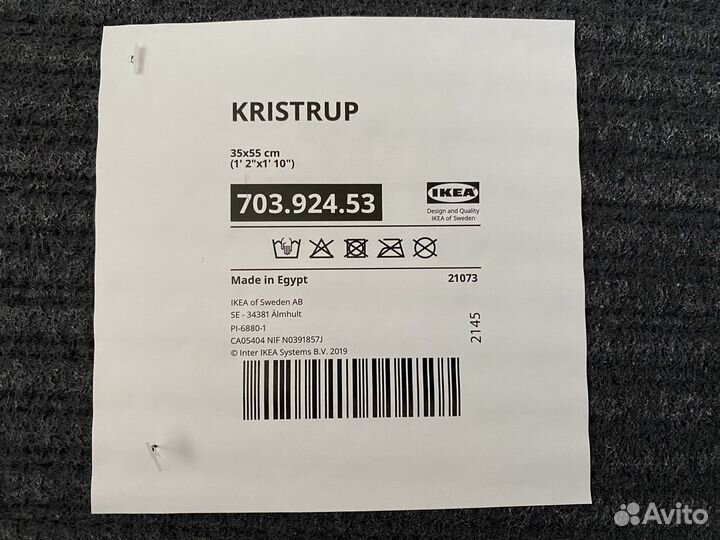 KRISTRUP
35x55 cm
(1' 2"x1' 10")
703.924.53
IKEA
Design and Quality
IKEA of Sweden
Made in Egypt
21073
IKEA of Sweden AB
SE - 34381 Älmhult
PI-6880-1
CA05404 NIF N0391857J
© Inter IKEA Systems B.V. 2019
2145
Avito